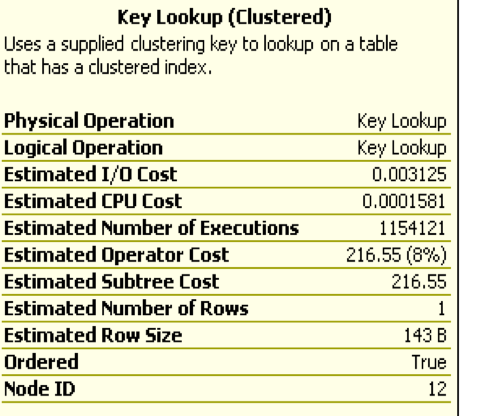 Key Lookup (Clustered)
Uses a supplied clustering key to lookup on a table
that has a clustered index.
Physical Operation Key Lookup
Logical Operation Key Lookup
Estimated I/O Cost 0.003125
Estimated CPU Cost 0.0001581
Estimated Number of Executions 1154121
Estimated Operator Cost 216.55 (8%)
Estimated Subtree Cost 216.55
Estimated Number of Rows 1
Estimated Row Size 143 B
Ordered True
Node ID 12